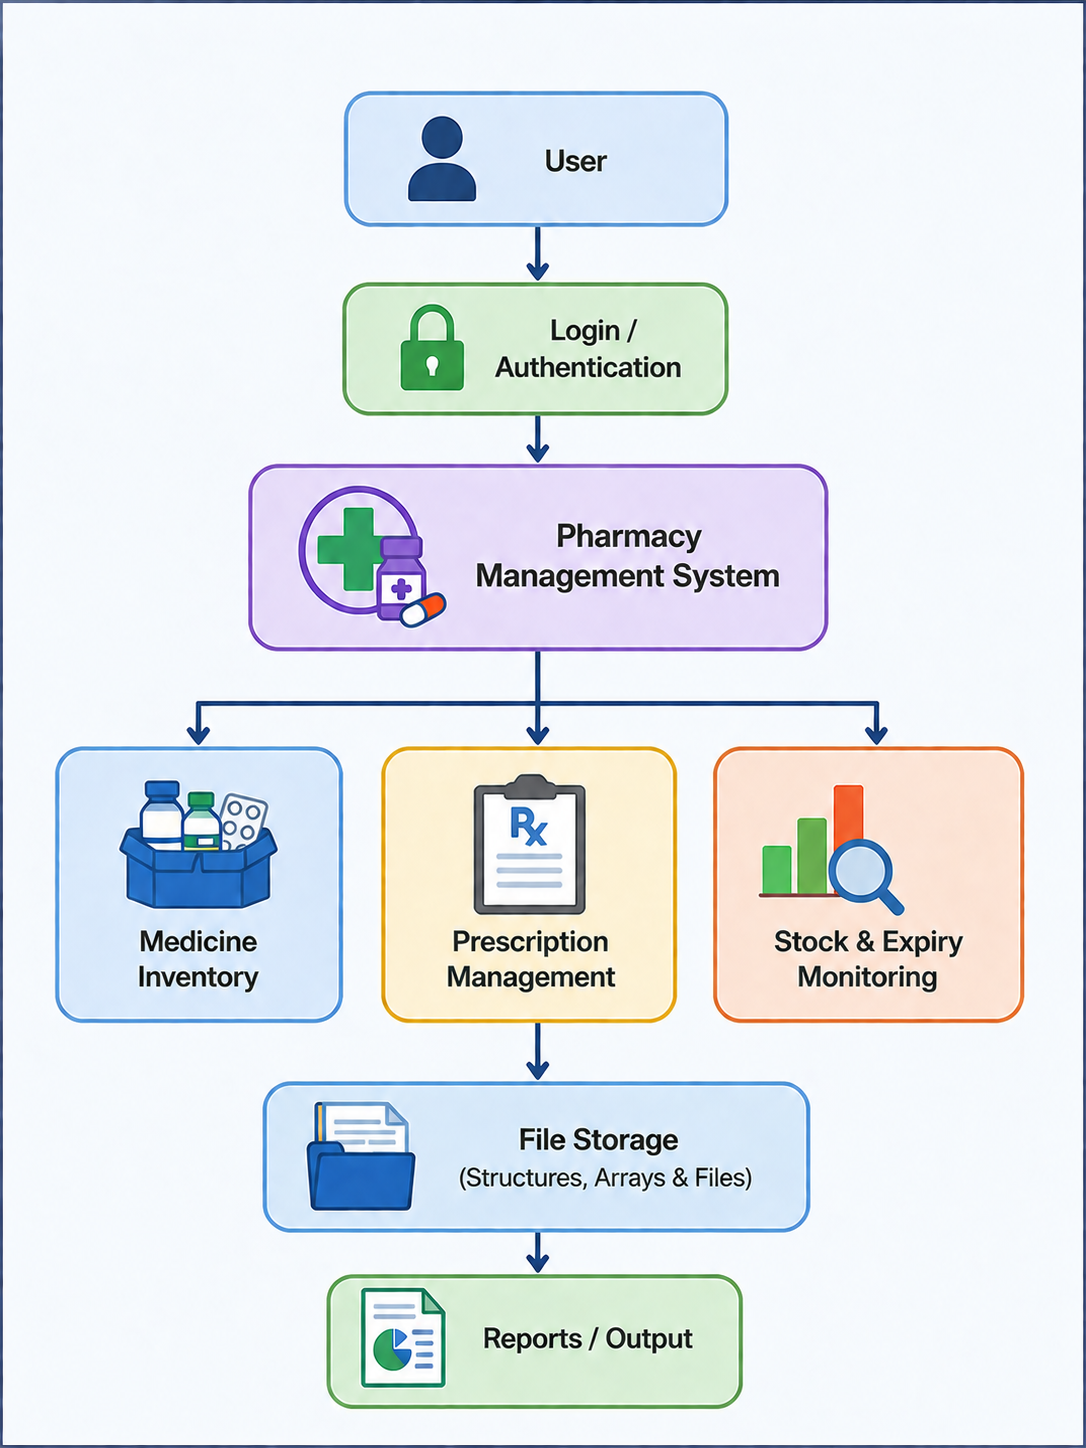 User
Login /
Authentication
Pharmacy
Management System
Medicine
Inventory
Rx
Prescription
Management
Stock & Expiry
Monitoring
File Storage
(Structures, Arrays & Files)
Reports / Output